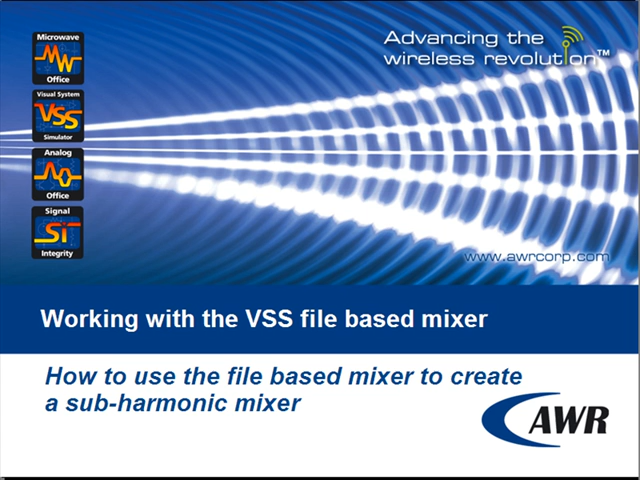 Microwave
MW
Office
Visual System
VSS
Simulator
Analog
AO
Office
Signal
SI
Integrity
Advancing the
wireless revolution™
www.awrcorp.com
Working with the VSS file based mixer
How to use the file based mixer to create
a sub-harmonic mixer
AWR